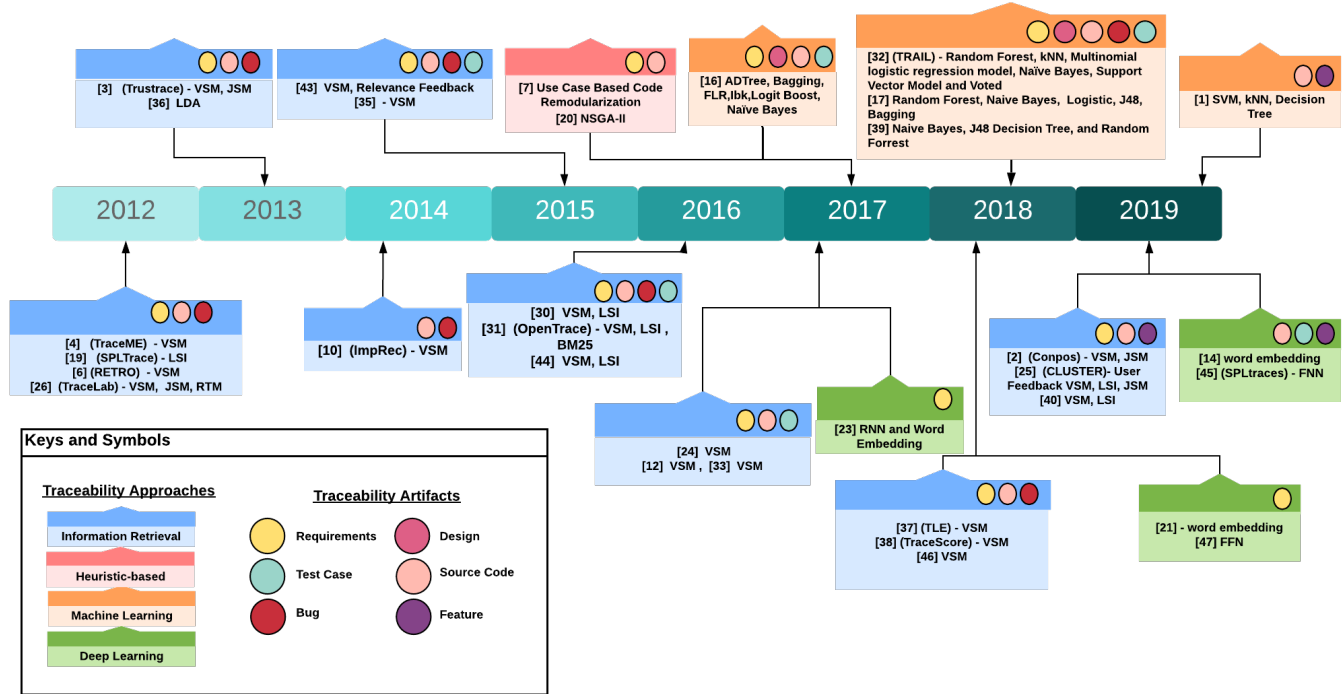 [3] (Trustrace) - VSM, JSM
[36] LDA
[43] VSM, Relevance Feedback
[35] - VSM
[7] Use Case Based Code
Remodularization
[20] NSGA-II
[16] ADTree, Bagging,
FLR,Ibk,Logit Boost,
Naïve Bayes
[32] (TRAIL) - Random Forest, kNN, Multinomial
logistic regression model, Naïve Bayes, Support
Vector Model and Voted
[17] Random Forest, Naive Bayes, Logistic, J48,
Bagging
[39] Naive Bayes, J48 Decision Tree, and Random
Forrest
[1] SVM, kNN, Decision
Tree
2012
2013
2014
2015
2016
2017
2018
2019
[4] (TraceME) - VSM
[19] (SPLTrace) - LSI
[6] (RETRO) - VSM
[26] (TraceLab) - VSM, JSM, RTM
[10] (ImpRec) - VSM
[30] VSM, LSI
[31] (OpenTrace) - VSM, LSI ,
BM25
[44] VSM, LSI
[24] VSM
[12] VSM , [33] VSM
[23] RNN and Word
Embedding
[2] (Conpos) - VSM, JSM
[25] (CLUSTER)- User
Feedback VSM, LSI, JSM
[40] VSM, LSI
[14] word embedding
[45] (SPLtraces) - FNN
[37] (TLE) - VSM
[38] (TraceScore) - VSM
[46] VSM
[21] - word embedding
[47] FFN
Keys and Symbols
Traceability Approaches
Information Retrieval
Heuristic-based
Machine Learning
Deep Learning
Traceability Artifacts
Requirements
Design
Test Case
Source Code
Bug
Feature